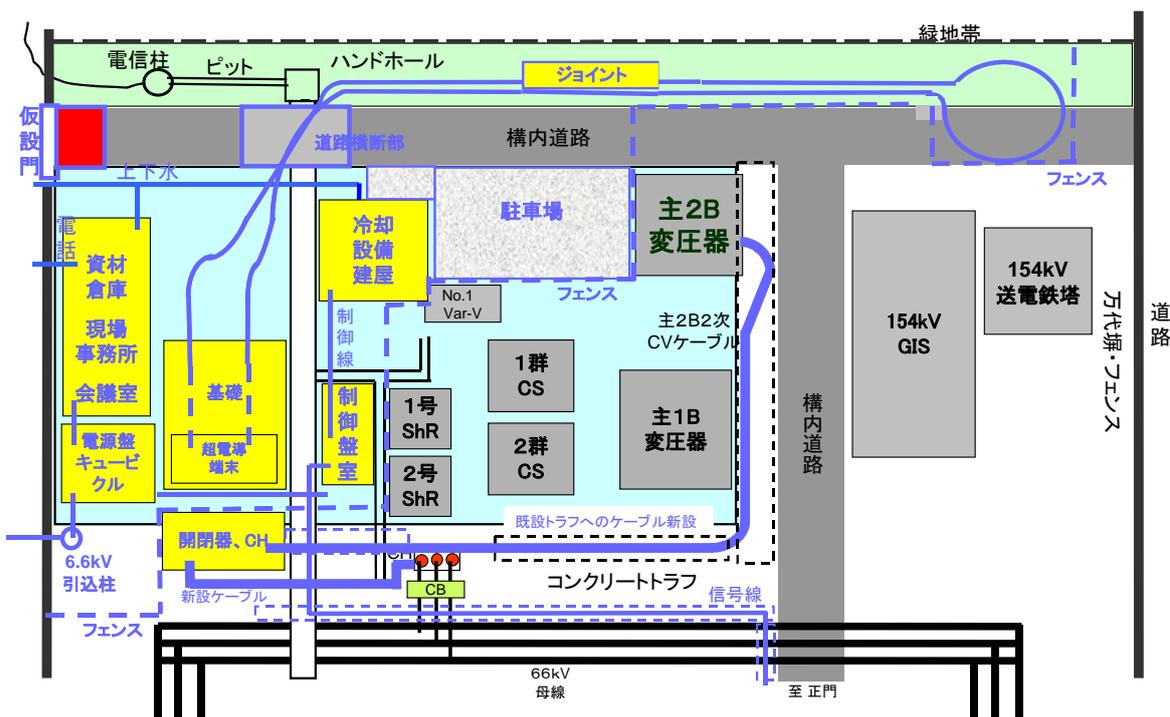 緑地帯
電信柱
ピット
ハンドホール
ジョイント
仮設門
道路横断部
構内道路
フェンス
上下水
電話
冷却
設備
建屋
駐車場
主2B
変圧器
資材
倉庫
現場
事務所
会議室
No.1
Var-V
フェンス
制御線
主2B2次
CVケーブル
154kV
GIS
154kV
送電鉄塔
万代塀・フェンス
道路
基礎
超電導
端末
制御盤室
1号
ShR
2号
ShR
1群
CS
2群
CS
主1B
変圧器
構内道路
電源盤
キュービ
クル
開閉器、CH
既設トラフへのケーブル新設
CH
6.6kV
引込柱
新設ケーブル
CB
コンクリートトラフ
信号線
フェンス
66kV
母線
至 正門